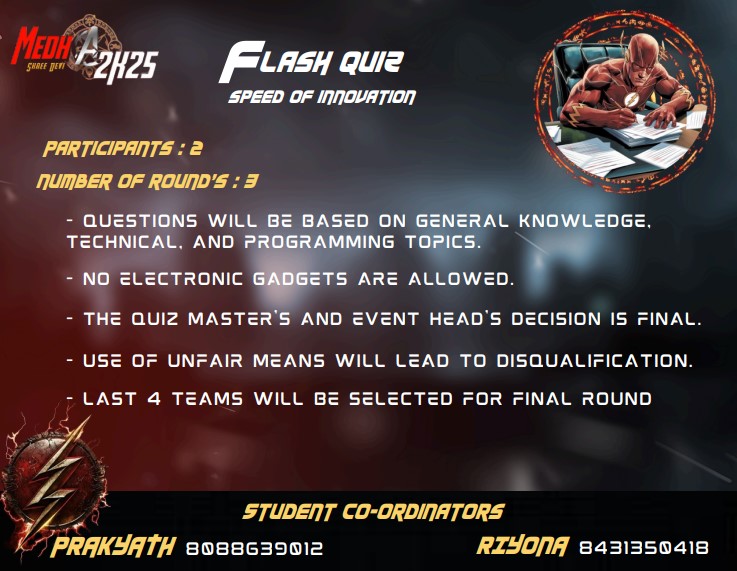 MEDHA 2K25
SHREE DEVI
FLASH QUIZ
SPEED OF INNOVATION
PARTICIPANTS : 2
NUMBER OF ROUND'S : 3
- QUESTIONS WILL BE BASED ON GENERAL KNOWLEDGE,
TECHNICAL, AND PROGRAMMING TOPICS.
- NO ELECTRONIC GADGETS ARE ALLOWED.
- THE QUIZ MASTER'S AND EVENT HEAD'S DECISION IS FINAL.
- USE OF UNFAIR MEANS WILL LEAD TO DISQUALIFICATION.
- LAST 4 TEAMS WILL BE SELECTED FOR FINAL ROUND
STUDENT CO-ORDINATORS
PRAKYATH 8088639012
RIYONA 8431350418